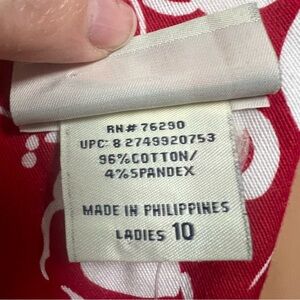 RN# 76290
UPC: 8 2749920753
96% COTTON/
4% SPANDEX
MADE IN PHILIPPINES
LADIES 10